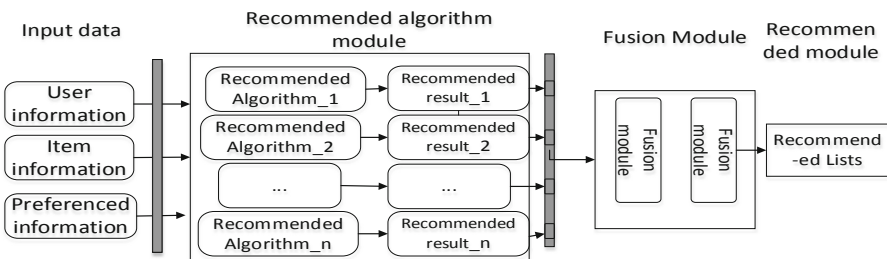 Input data
Recommended algorithm
module
Fusion Module
Recommen
ded module
User
information
Item
information
Preferenced
information
Recommended
Algorithm_1
Recommended
result_1
Recommended
Algorithm_2
Recommended
result_2
...
...
Recommended
Algorithm_n
Recommended
result_n
Fusion
module
Fusion
module
Recommend
-ed Lists